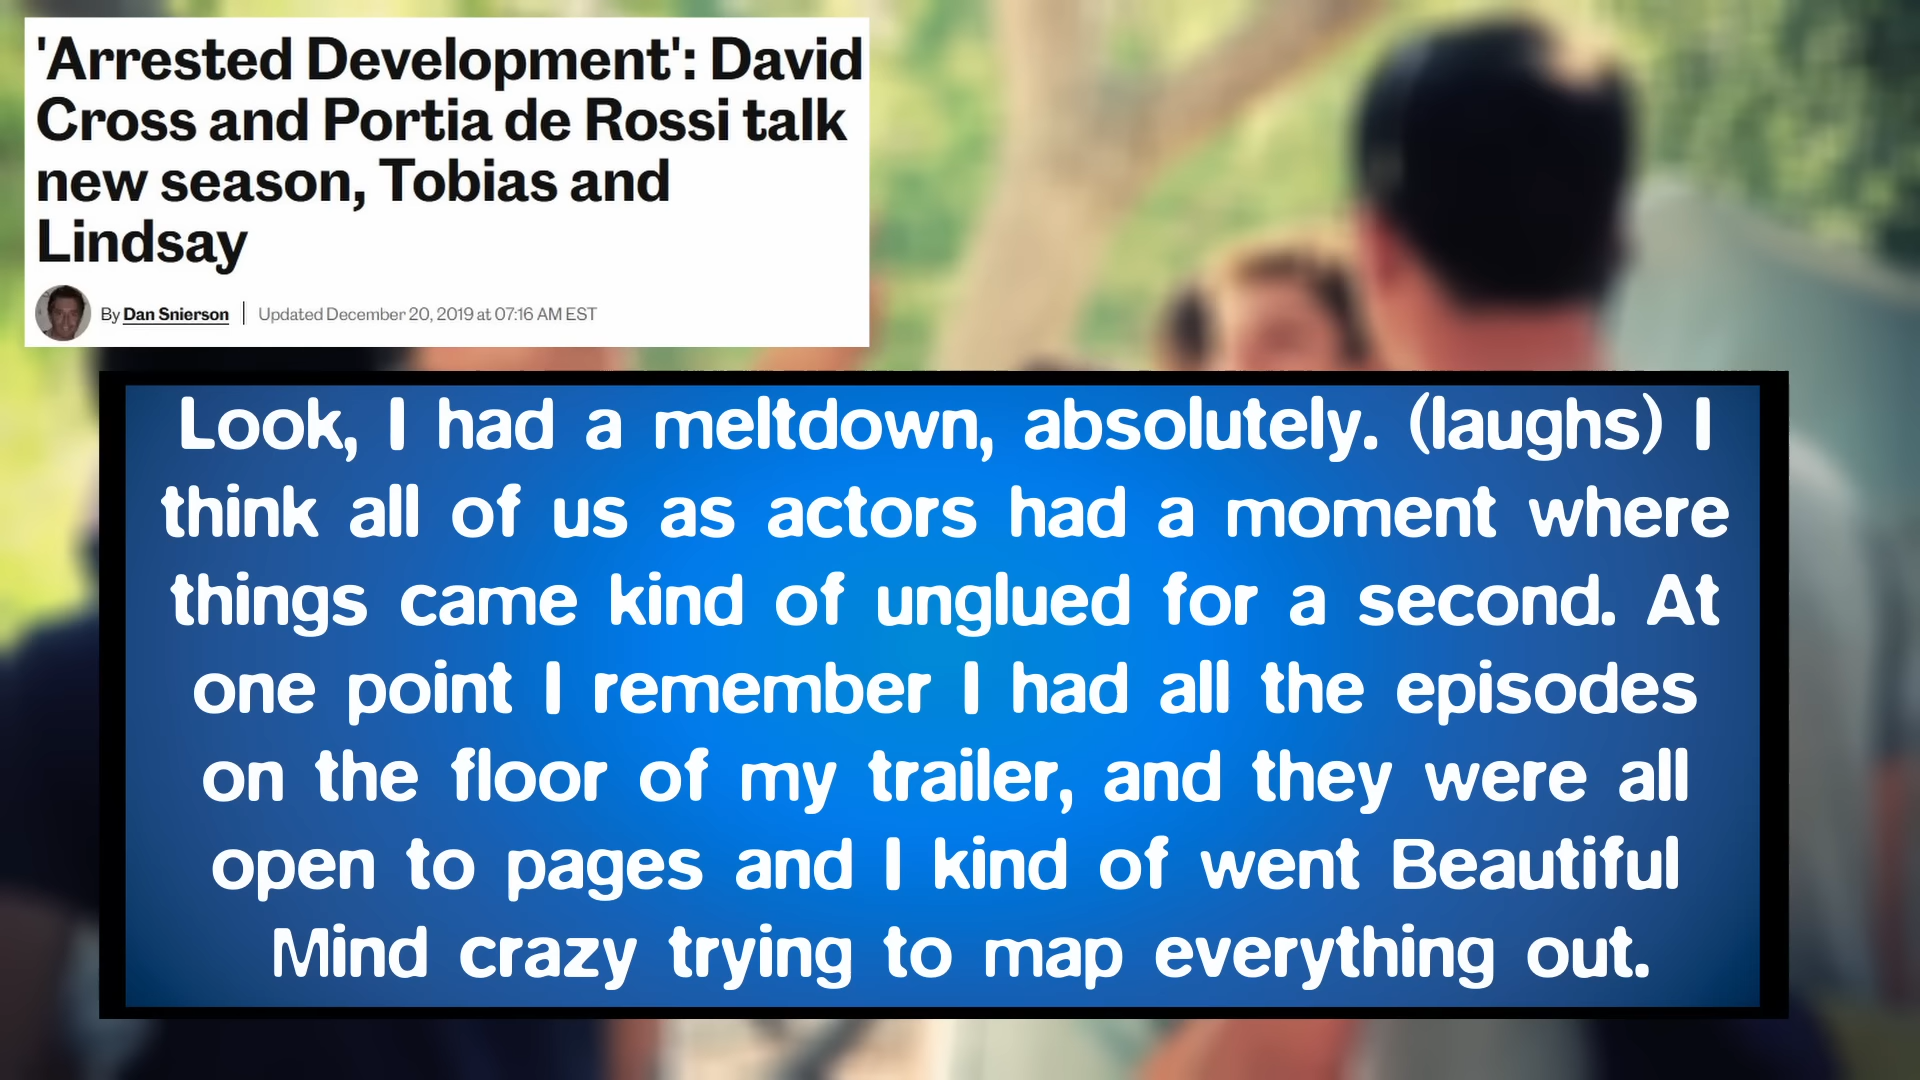 'Arrested Development': David
Cross and Portia de Rossi talk
new season, Tobias and
Lindsay
By Dan Snierson | Updated December 20, 2019 at 07:16 AM EST
Look, I had a meltdown, absolutely. (laughs) I
think all of us as actors had a moment where
things came kind of unglued for a second. At
one point I remember I had all the episodes
on the floor of my trailer, and they were all
open to pages and I kind of went Beautiful
Mind crazy trying to map everything out.